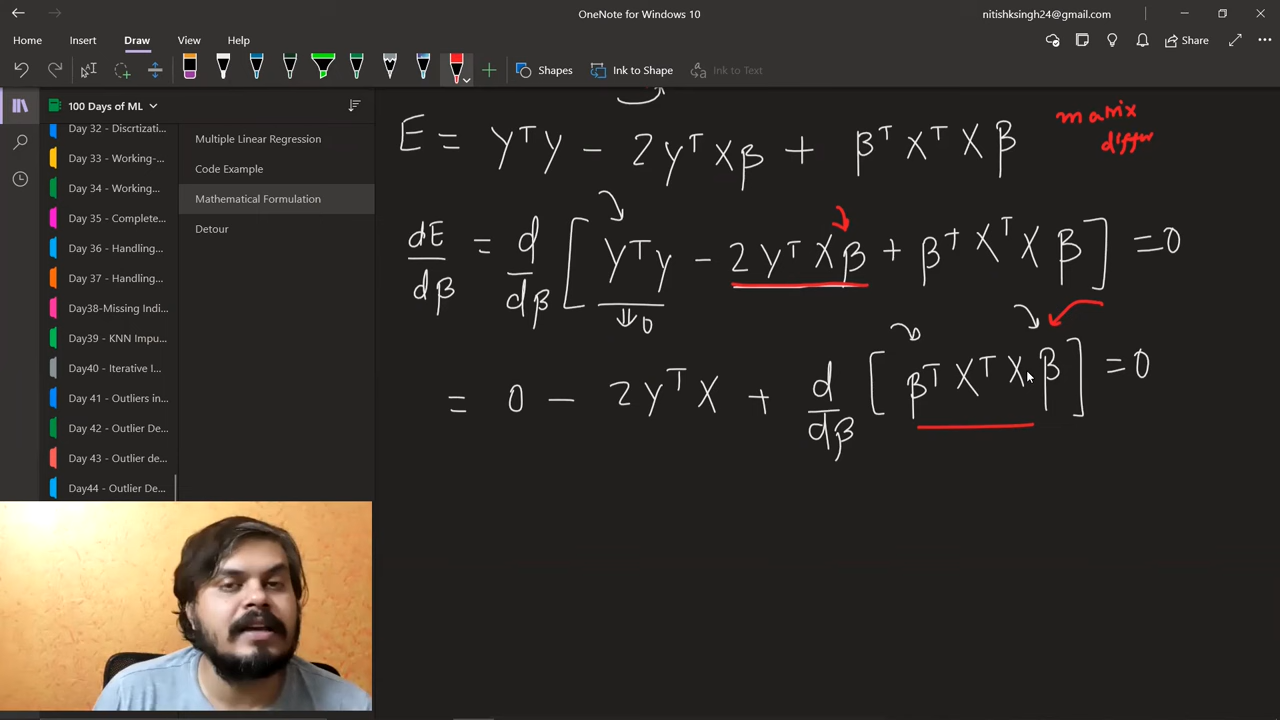 OneNote for Windows 10
nitishksingh24@gmail.com
Home Insert Draw View Help
Share
Shapes Ink to Shape Ink to Text
100 Days of ML
Day 32 - Discrtization...
Day 33 - Working-...
Day 34 - Working...
Day 35 - Complete...
Day 36 - Handling...
Day 37 - Handling...
Day38-Missing Indi...
Day39 - KNN Impu...
Day40 - Iterative I...
Day 41 - Outliers in...
Day 42 - Outlier De...
Day 43 - Outlier de...
Day44 - Outlier De...
Multiple Linear Regression
Code Example
Mathematical Formulation
Detour
E = Yᵀy − 2yᵀXβ + βᵀXᵀXβ
matrix
differ
dE/dβ = d/dβ [Yᵀy − 2yᵀXβ + βᵀXᵀXβ] = 0
⇓0
= 0 − 2yᵀX + d/dβ [βᵀXᵀXβ] = 0